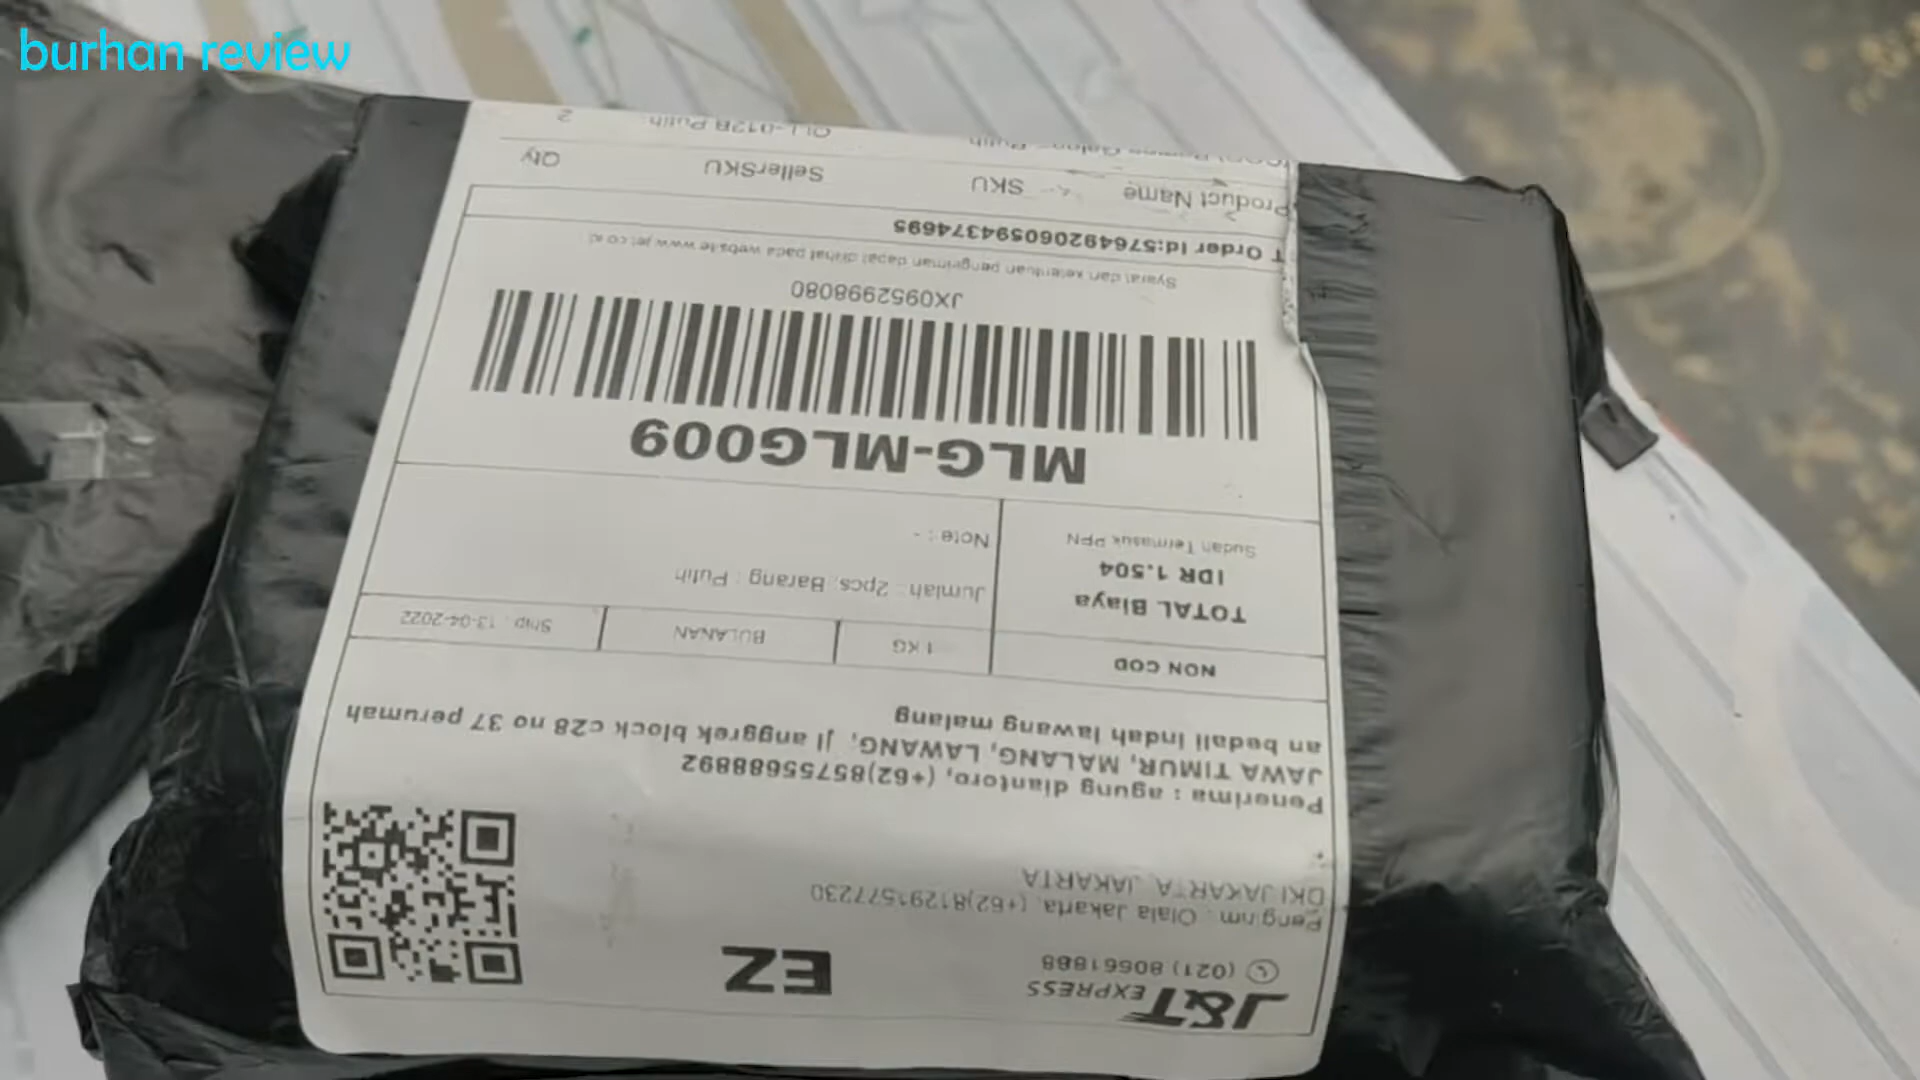 burhan review
J&T EXPRESS
(021) 80661888
EZ
Pengirim : Olala Jakarta, (+62)81291577230
DKI JAKARTA, JAKARTA
Penerima : agung diantoro, (+62)85755688892
JAWA TIMUR, MALANG, LAWANG, jl anggrek block c28 no 37 perumah
an bedali indah lawang malang
NON COD
1 KG
BULANAN
Ship : 13-04-2022
TOTAL Biaya
IDR 1.504
Sudah Termasuk PPN
Jumlah : 2pcs, Barang : Putih
Note : -
MLG-MLG009
JX0952998080
Syarat dan ketentuan pengiriman dapat dilihat pada website www.jet.co.id
T Order Id:576492060594374695
Product Name SKU SellerSKU Qty
Putih 2